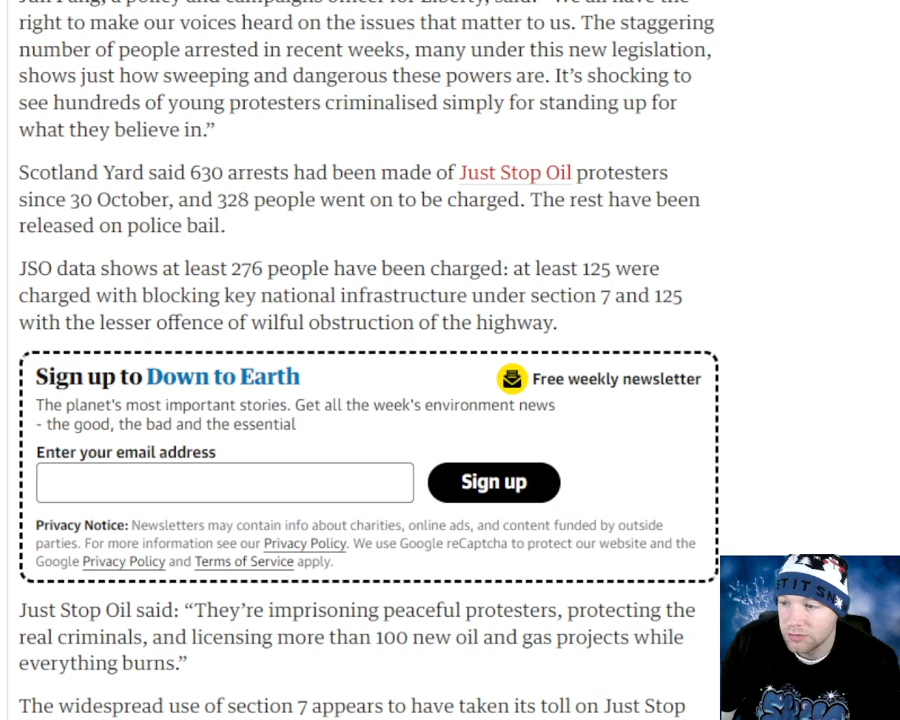 right to make our voices heard on the issues that matter to us. The staggering
number of people arrested in recent weeks, many under this new legislation,
shows just how sweeping and dangerous these powers are. It’s shocking to
see hundreds of young protesters criminalised simply for standing up for
what they believe in.”
Scotland Yard said 630 arrests had been made of Just Stop Oil protesters
since 30 October, and 328 people went on to be charged. The rest have been
released on police bail.
JSO data shows at least 276 people have been charged: at least 125 were
charged with blocking key national infrastructure under section 7 and 125
with the lesser offence of wilful obstruction of the highway.
Sign up to Down to Earth
Free weekly newsletter
The planet's most important stories. Get all the week's environment news
- the good, the bad and the essential
Enter your email address
Sign up
Privacy Notice: Newsletters may contain info about charities, online ads, and content funded by outside
parties. For more information see our Privacy Policy. We use Google reCaptcha to protect our website and the
Google Privacy Policy and Terms of Service apply.
Just Stop Oil said: “They’re imprisoning peaceful protesters, protecting the
real criminals, and licensing more than 100 new oil and gas projects while
everything burns.”
The widespread use of section 7 appears to have taken its toll on Just Stop